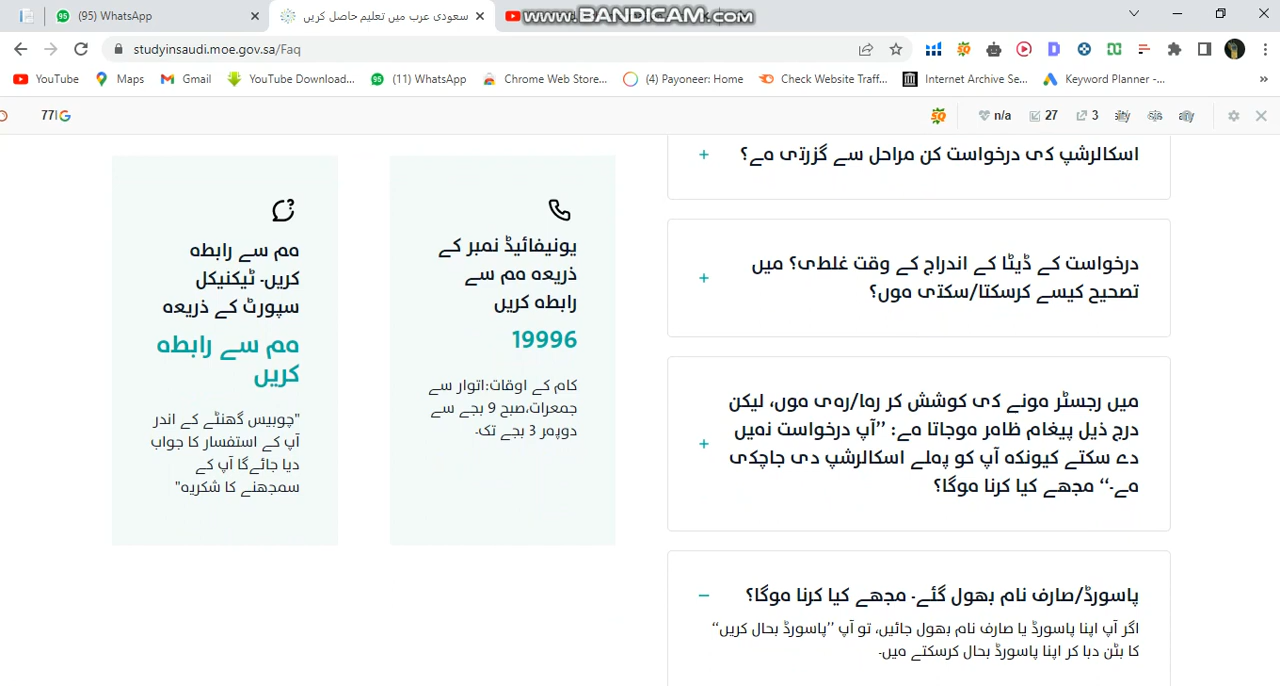 (95) WhatsApp
سعودی عرب میں تعلیم حاصل کریں
www.BANDICAM.com
studyinsaudi.moe.gov.sa/Faq
YouTube
Maps
Gmail
YouTube Download...
(11) WhatsApp
Chrome Web Store...
(4) Payoneer: Home
Check Website Traff...
Internet Archive Se...
Keyword Planner -...
»
77|G
n/a
27
3
اسکالرشپ کی درخواست کن مراحل سے گزرتی ہے؟
درخواست کے ڈیٹا کے اندراج کے وقت غلطی؟ میں
تصحیح کیسے کرسکتا/سکتی ہوں؟
میں رجسٹر ہونے کی کوشش کر رہا/رہی ہوں، لیکن
درج ذیل پیغام ظاہر ہوجاتا ہے: ”آپ درخواست نہیں
دے سکتے کیونکہ آپ کو پہلے اسکالرشپ دی جاچکی
ہے۔“ مجھے کیا کرنا ہوگا؟
پاسورڈ/صارف نام بھول گئے۔ مجھے کیا کرنا ہوگا؟
اگر آپ اپنا پاسورڈ یا صارف نام بھول جائیں، تو آپ ”پاسورڈ بحال کریں“
کا بٹن دبا کر اپنا پاسورڈ بحال کرسکتے ہیں۔
یونیفائیڈ نمبر کے
ذریعہ ہم سے
رابطہ کریں
19996
کام کے اوقات:اتوار سے
جمعرات،صبح 9 بجے سے
دوپہر 3 بجے تک۔
ہم سے رابطہ
کریں۔ ٹیکنیکل
سپورٹ کے ذریعہ
ہم سے رابطہ
کریں
"چوبیس گھنٹے کے اندر
آپ کے استفسار کا جواب
دیا جائےگا آپ کے
سمجھنے کا شکریہ"